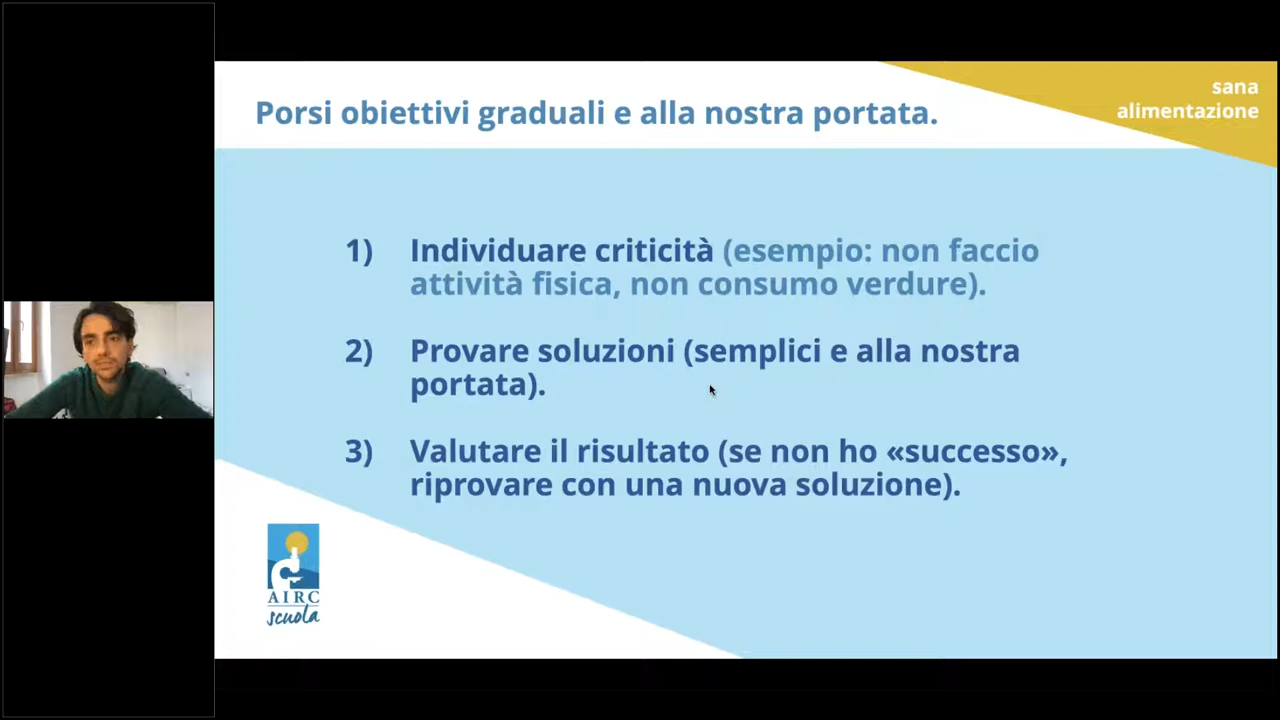 Porsi obiettivi graduali e alla nostra portata.
sana
alimentazione
1) Individuare criticità (esempio: non faccio
attività fisica, non consumo verdure).
2) Provare soluzioni (semplici e alla nostra
portata).
3) Valutare il risultato (se non ho «successo»,
riprovare con una nuova soluzione).
AIRC
scuola